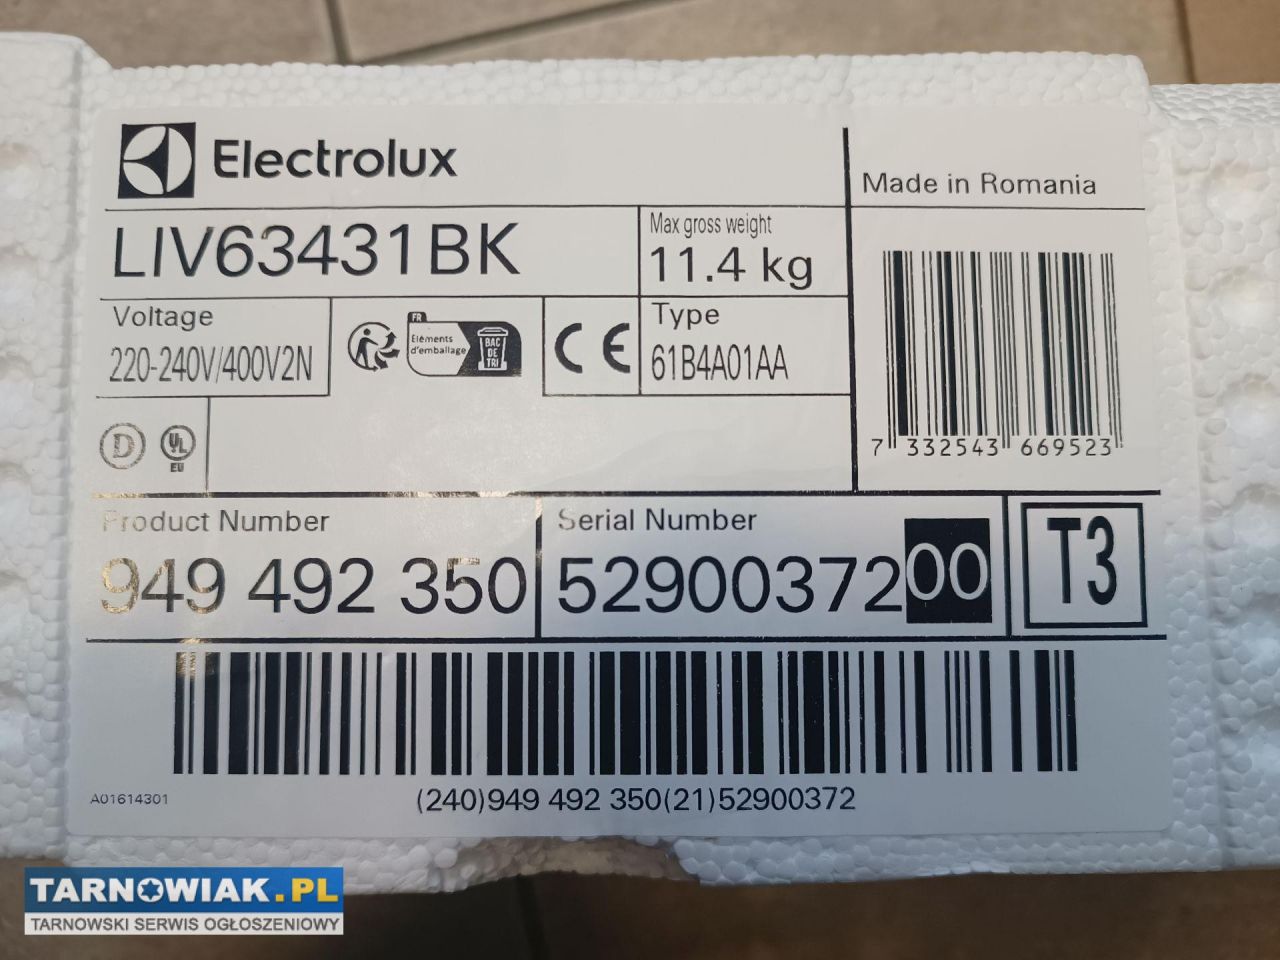 Electrolux
Made in Romania
LIV63431BK
Max gross weight
11.4 kg
Voltage
220-240V/400V2N
FR
Éléments
d'emballage
BAC
DE
TRI
CE
Type
61B4A01AA
7 332543 669523
D
UL
EU
Product Number
949 492 350
Serial Number
5290037200
T3
A01614301
(240)949 492 350(21)52900372
TARNOWIAK.PL
TARNOWSKI SERWIS OGŁOSZENIOWY